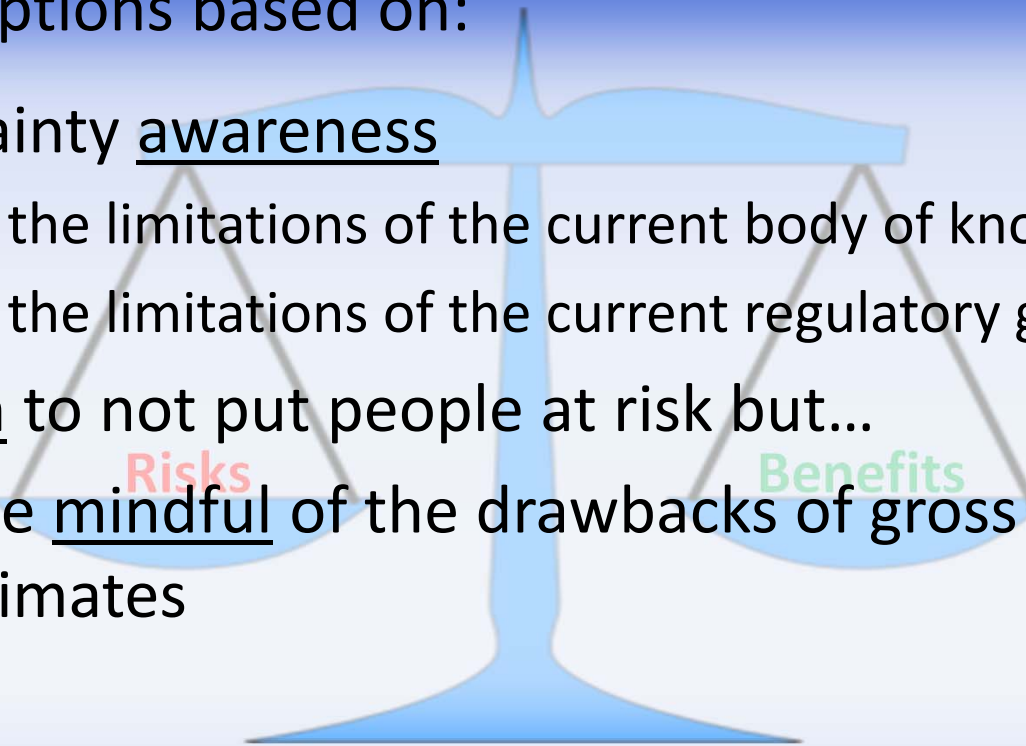 ptions based on:
ainty awareness
the limitations of the current body of kno
the limitations of the current regulatory g
to not put people at risk but...
Risks Benefits
e mindful of the drawbacks of gross
imates